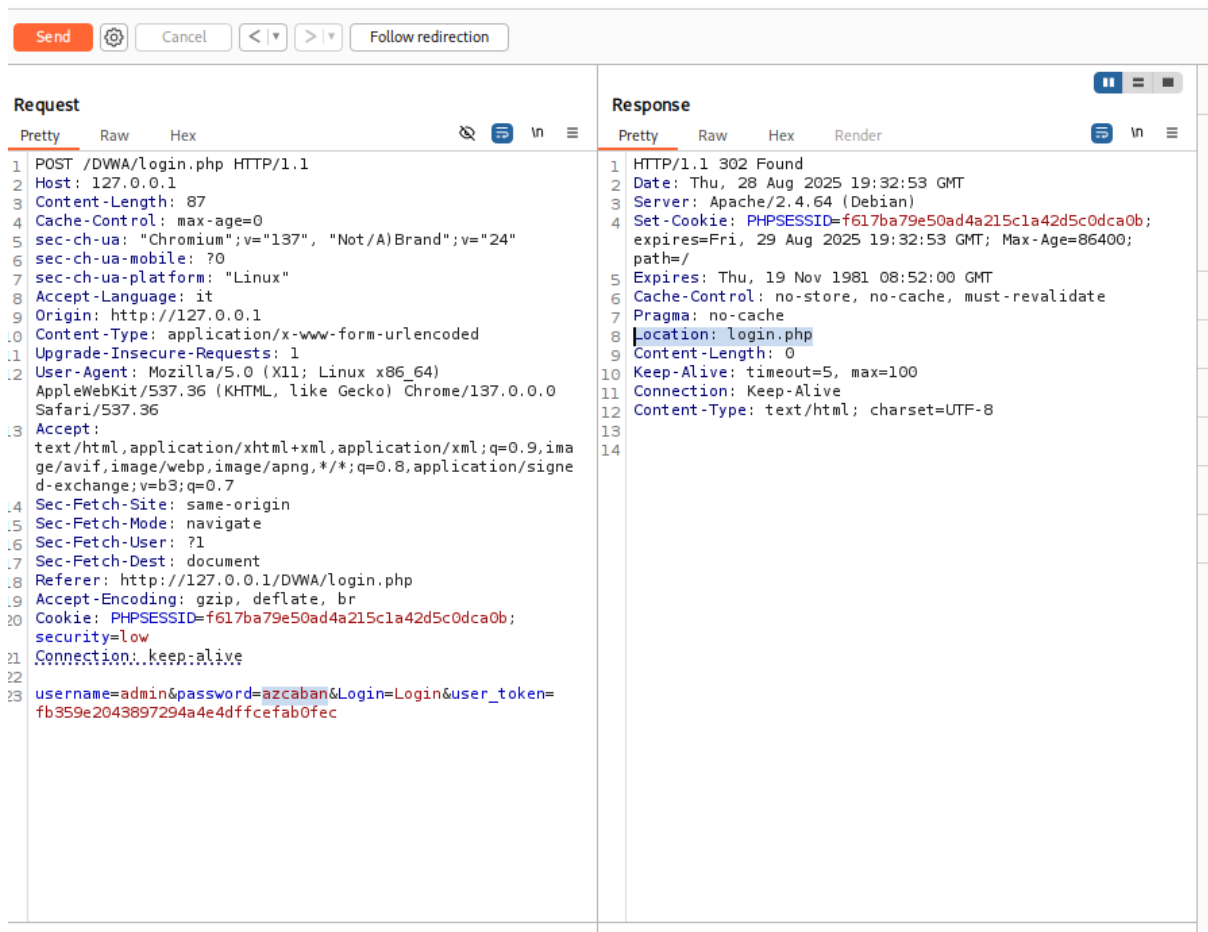 Send Cancel < | ▼ > | ▼ Follow redirection
Request
Pretty Raw Hex \n
1 POST /DVWA/login.php HTTP/1.1
2 Host: 127.0.0.1
3 Content-Length: 87
4 Cache-Control: max-age=0
5 sec-ch-ua: "Chromium";v="137", "Not/A)Brand";v="24"
6 sec-ch-ua-mobile: ?0
7 sec-ch-ua-platform: "Linux"
8 Accept-Language: it
9 Origin: http://127.0.0.1
10 Content-Type: application/x-www-form-urlencoded
11 Upgrade-Insecure-Requests: 1
12 User-Agent: Mozilla/5.0 (X11; Linux x86_64)
AppleWebKit/537.36 (KHTML, like Gecko) Chrome/137.0.0.0
Safari/537.36
13 Accept:
text/html,application/xhtml+xml,application/xml;q=0.9,ima
ge/avif,image/webp,image/apng,*/*;q=0.8,application/signe
d-exchange;v=b3;q=0.7
14 Sec-Fetch-Site: same-origin
15 Sec-Fetch-Mode: navigate
16 Sec-Fetch-User: ?1
17 Sec-Fetch-Dest: document
18 Referer: http://127.0.0.1/DVWA/login.php
19 Accept-Encoding: gzip, deflate, br
20 Cookie: PHPSESSID=f617ba79e50ad4a215c1a42d5c0dca0b;
security=low
21 Connection: keep-alive
22
23 username=admin&password=azcaban&Login=Login&user_token=
fb359e2043897294a4e4dffcefab0fec
Response
Pretty Raw Hex Render \n
1 HTTP/1.1 302 Found
2 Date: Thu, 28 Aug 2025 19:32:53 GMT
3 Server: Apache/2.4.64 (Debian)
4 Set-Cookie: PHPSESSID=f617ba79e50ad4a215c1a42d5c0dca0b;
expires=Fri, 29 Aug 2025 19:32:53 GMT; Max-Age=86400;
path=/
5 Expires: Thu, 19 Nov 1981 08:52:00 GMT
6 Cache-Control: no-store, no-cache, must-revalidate
7 Pragma: no-cache
8 Location: login.php
9 Content-Length: 0
10 Keep-Alive: timeout=5, max=100
11 Connection: Keep-Alive
12 Content-Type: text/html; charset=UTF-8
13
14